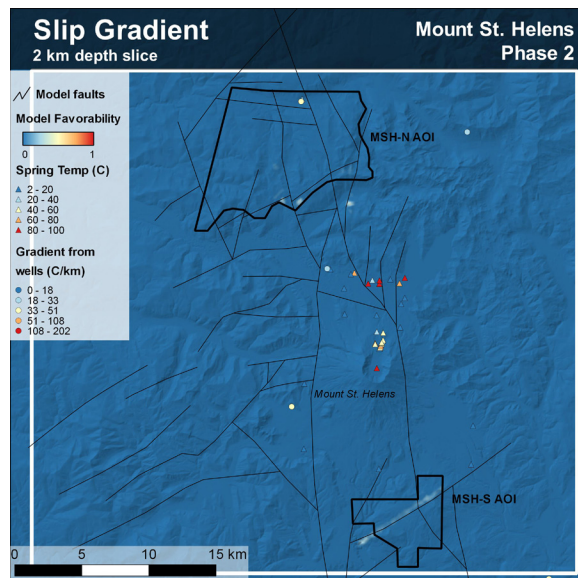 Slip Gradient
2 km depth slice
Mount St. Helens
Phase 2
Model faults
Model Favorability
0 1
Spring Temp (C)
2 - 20
20 - 40
40 - 60
60 - 80
80 - 100
Gradient from
wells (C/km)
0 - 18
18 - 33
33 - 51
51 - 108
108 - 202
MSH-N AOI
Mount St. Helens
MSH-S AOI
0 5 10 15 km